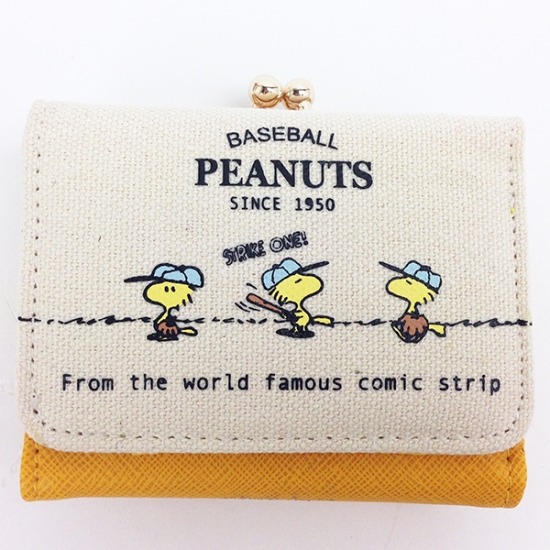 BASEBALL
PEANUTS
SINCE 1950
STRIKE ONE!
From the world famous comic strip